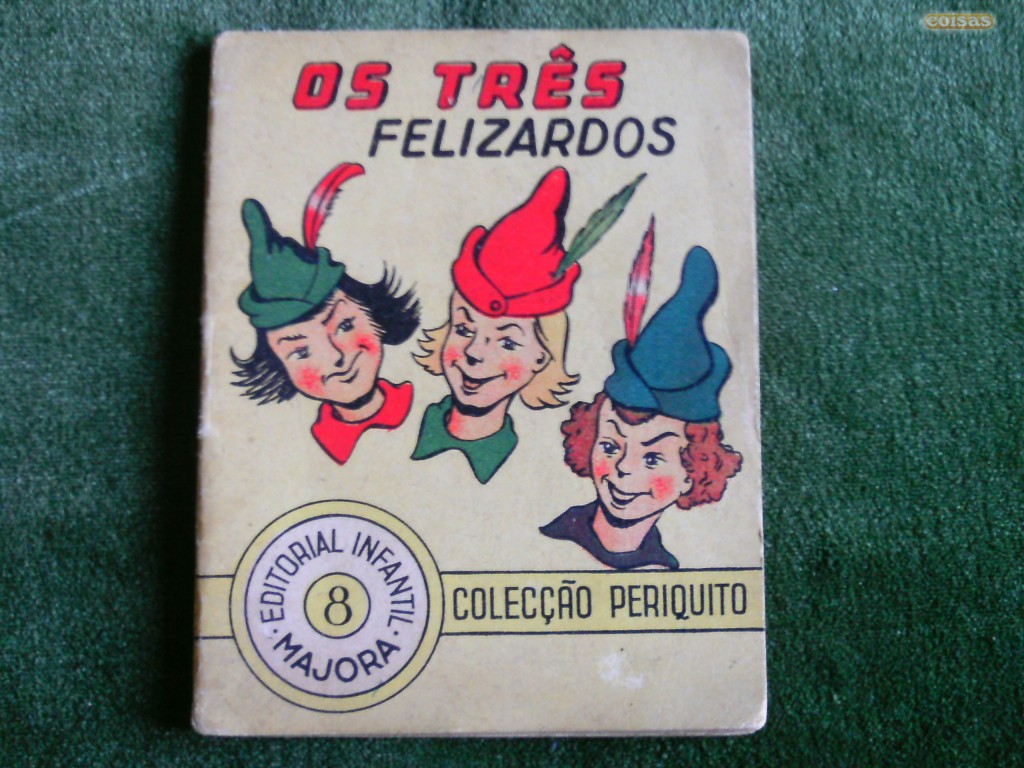 coisas
OS TRÊS
FELIZARDOS
EDITORIAL INFANTIL
8
· MAJORA ·
COLECÇÃO PERIQUITO